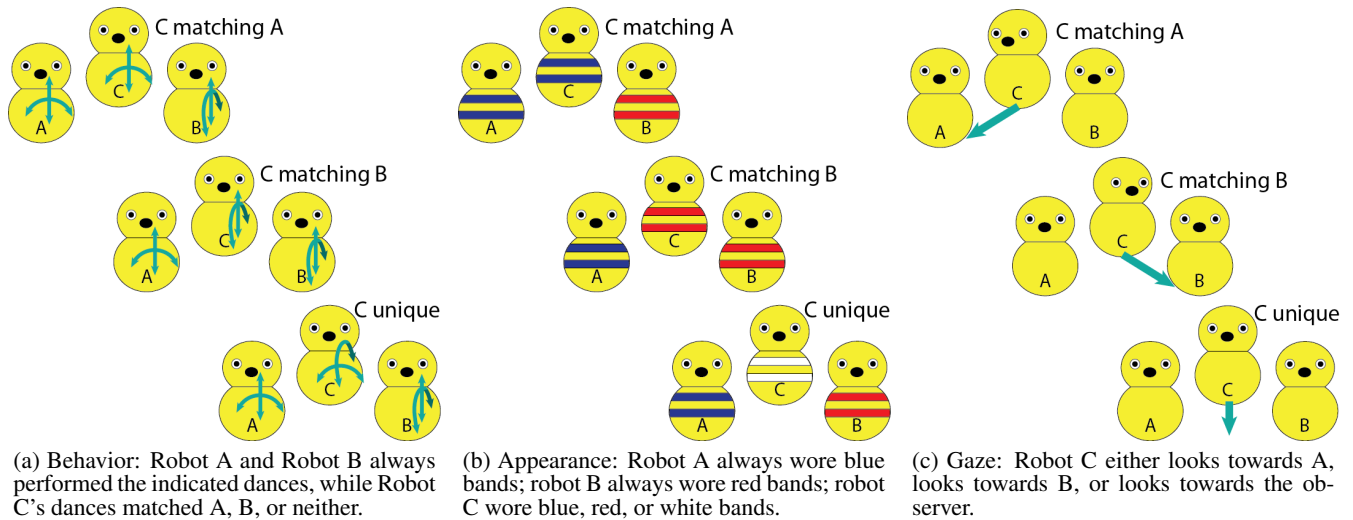 C matching A
C
A
B
C matching B
C
A
B
C unique
C
A
B
(a) Behavior: Robot A and Robot B always
performed the indicated dances, while Robot
C's dances matched A, B, or neither.
C matching A
C
A
B
C matching B
C
A
B
C unique
C
A
B
(b) Appearance: Robot A always wore blue
bands; robot B always wore red bands; robot
C wore blue, red, or white bands.
C matching A
C
A
B
C matching B
C
A
B
C unique
C
A
B
(c) Gaze: Robot C either looks towards A,
looks towards B, or looks towards the ob-
server.